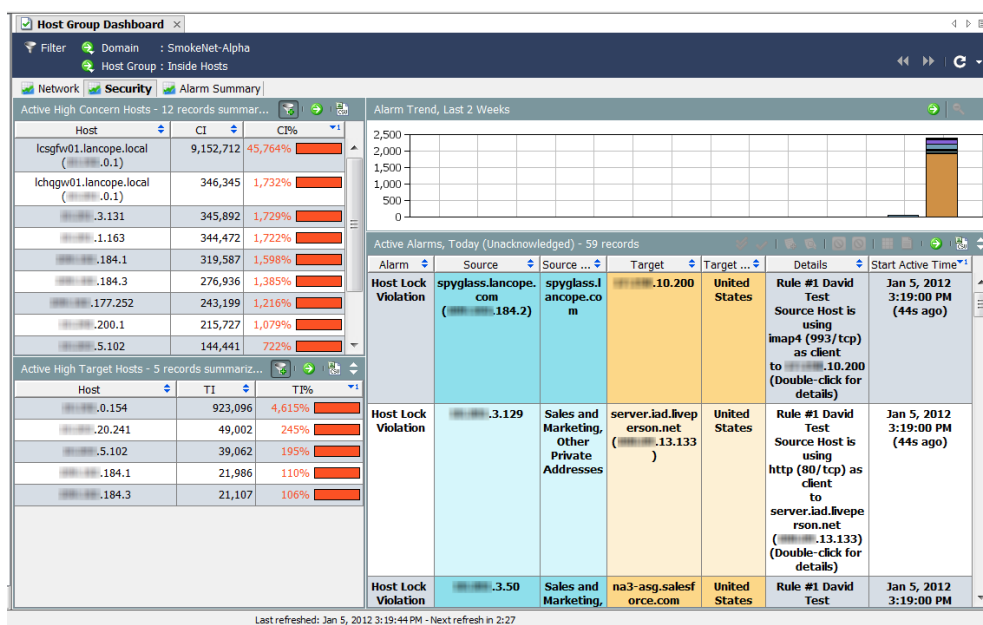 Host Group Dashboard ×
Filter Domain : SmokeNet-Alpha
Host Group : Inside Hosts
Network Security Alarm Summary
Active High Concern Hosts - 12 records summar...
Host CI CI% 1
lcsgfw01.lancope.local 9,152,712 45,764%
( .0.1)
lchqgw01.lancope.local 346,345 1,732%
( .0.1)
.3.131 345,892 1,729%
.1.163 344,472 1,722%
.184.1 319,587 1,598%
.184.3 276,936 1,385%
.177.252 243,199 1,216%
.200.1 215,727 1,079%
.5.102 144,441 722%
Active High Target Hosts - 5 records summariz...
Host TI TI% 1
.0.154 923,096 4,615%
.20.241 49,002 245%
.5.102 39,062 195%
.184.1 21,986 110%
.184.3 21,107 106%
Alarm Trend, Last 2 Weeks
2,500
2,000
1,500
1,000
500
0
Active Alarms, Today (Unacknowledged) - 59 records
Alarm Source Source ... Target Target ... Details Start Active Time 1
Host Lock spyglass.lancope. spyglass.l .10.200 United Rule #1 David Jan 5, 2012
Violation com ancope.co States Test 3:19:00 PM
( .184.2) m Source Host is (44s ago)
using
imap4 (993/tcp)
as client
to .10.200
(Double-click for
details)
Host Lock .3.129 Sales and server.iad.livep United Rule #1 David Jan 5, 2012
Violation Marketing, erson.net States Test 3:19:00 PM
Other ( .13.133 Source Host is (44s ago)
Private ) using
Addresses http (80/tcp) as
client
to
server.iad.livepe
rson.net
( .13.133)
(Double-click for
details)
Host Lock .3.50 Sales and na3-asg.salesf United Rule #1 David Jan 5, 2012
Violation Marketing, orce.com States Test 3:19:00 PM
Last refreshed: Jan 5, 2012 3:19:44 PM - Next refresh in 2:27